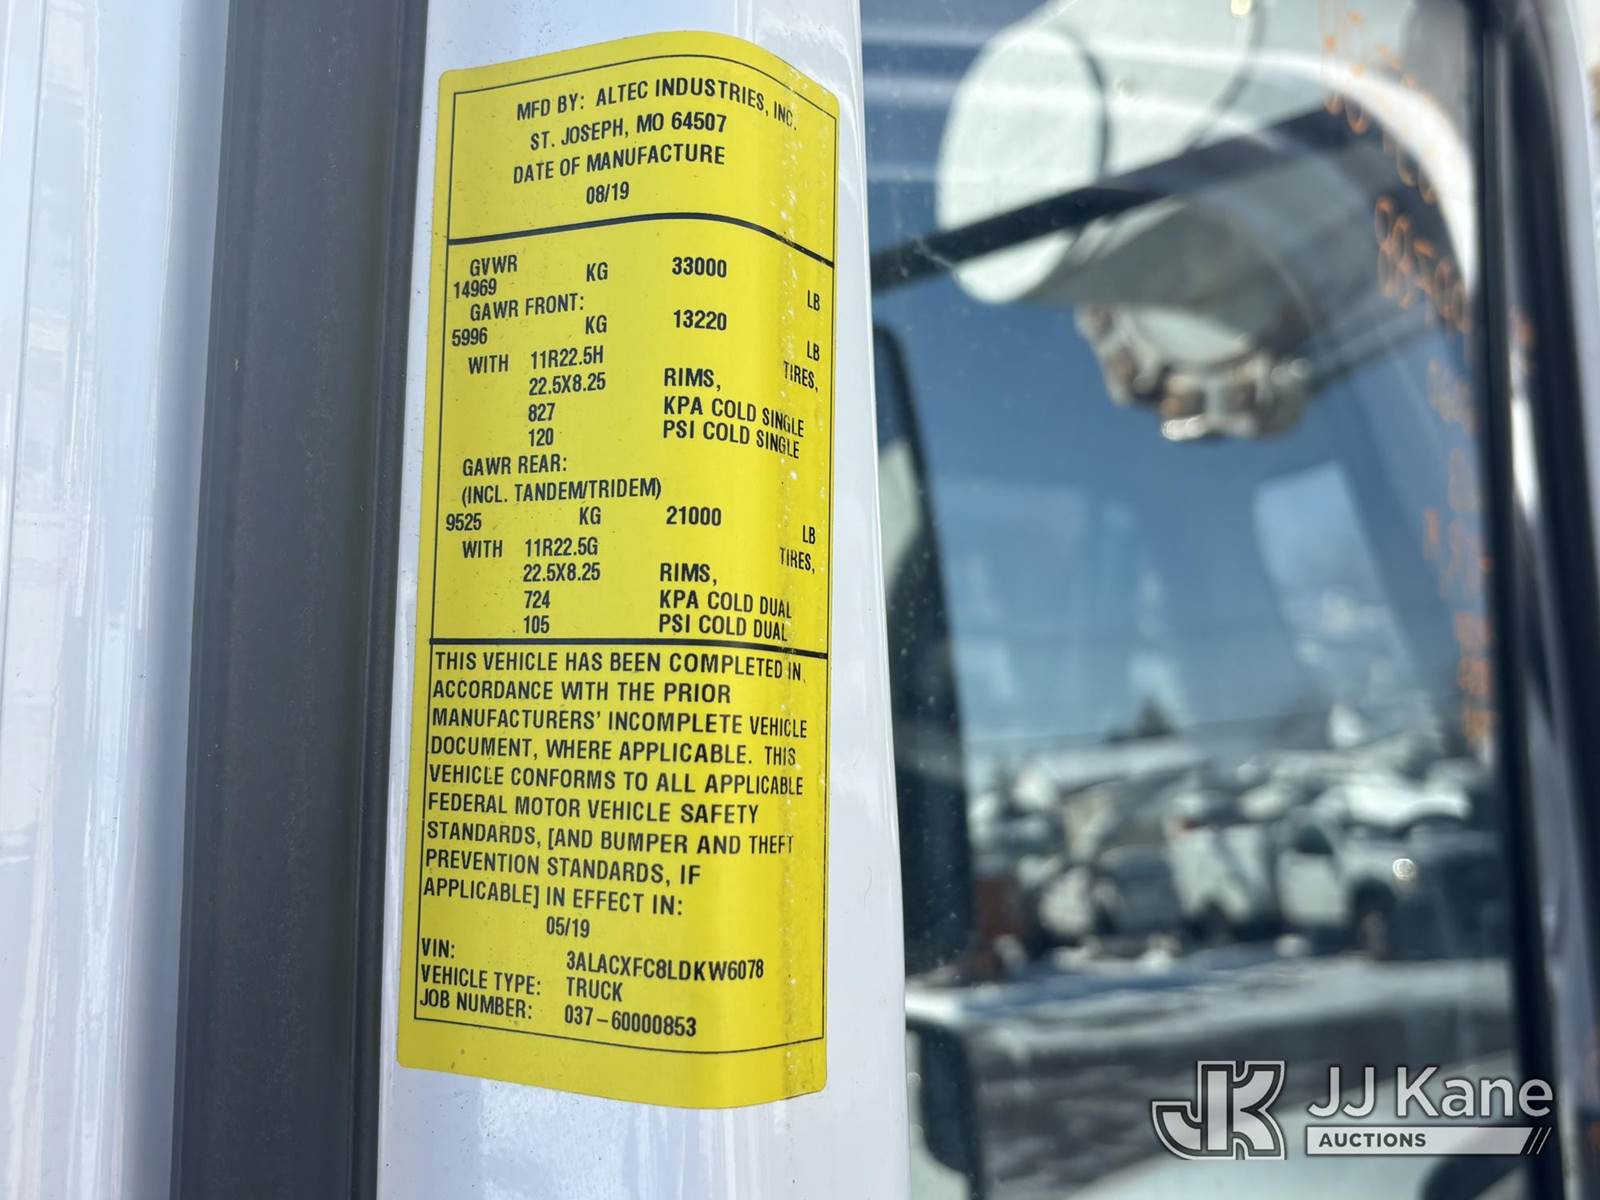 MFD BY: ALTEC INDUSTRIES, INC.
ST. JOSEPH, MO 64507
DATE OF MANUFACTURE
08/19
GVWR
14969 KG 33000 LB
GAWR FRONT:
5996 KG 13220 LB
WITH 11R22.5H TIRES,
22.5X8.25 RIMS,
827 KPA COLD SINGLE
120 PSI COLD SINGLE
GAWR REAR:
(INCL. TANDEM/TRIDEM)
9525 KG 21000 LB
WITH 11R22.5G TIRES,
22.5X8.25 RIMS,
724 KPA COLD DUAL
105 PSI COLD DUAL
THIS VEHICLE HAS BEEN COMPLETED IN
ACCORDANCE WITH THE PRIOR
MANUFACTURERS' INCOMPLETE VEHICLE
DOCUMENT, WHERE APPLICABLE. THIS
VEHICLE CONFORMS TO ALL APPLICABLE
FEDERAL MOTOR VEHICLE SAFETY
STANDARDS, [AND BUMPER AND THEFT
PREVENTION STANDARDS, IF
APPLICABLE] IN EFFECT IN:
05/19
VIN: 3ALACXFC8LDKW6078
VEHICLE TYPE: TRUCK
JOB NUMBER: 037-60000853
JK JJ Kane
AUCTIONS